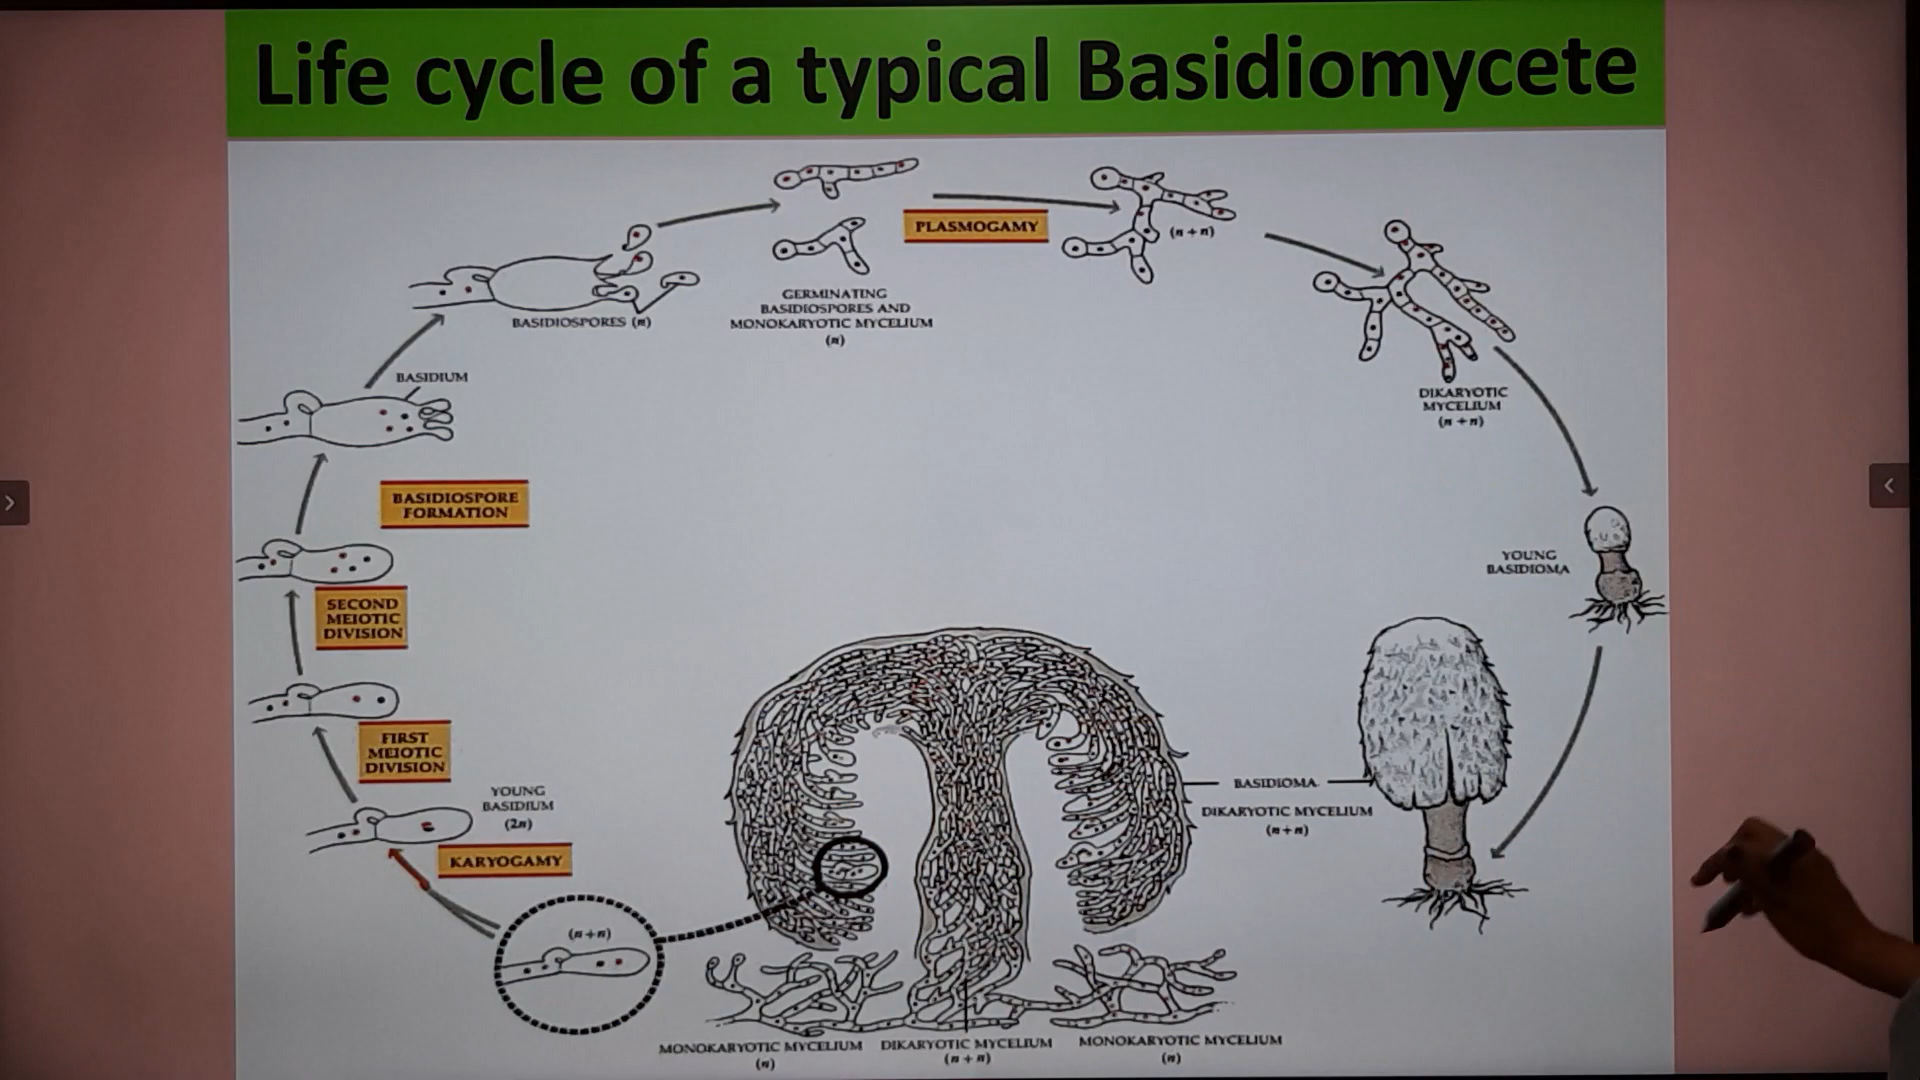 Life cycle of a typical Basidiomycete
PLASMOGAMY
(n+n)
GERMINATING
BASIDIOSPORES AND
MONOKARYOTIC MYCELIUM
(n)
BASIDIOSPORES (n)
BASIDIUM
DIKARYOTIC
MYCELIUM
(n+n)
BASIDIOSPORE
FORMATION
YOUNG
BASIDIOMA
SECOND
MEIOTIC
DIVISION
FIRST
MEIOTIC
DIVISION
YOUNG
BASIDIUM
(2n)
BASIDIOMA
DIKARYOTIC MYCELIUM
(n+n)
KARYOGAMY
(n+n)
MONOKARYOTIC MYCELIUM
(n)
DIKARYOTIC MYCELIUM
(n+n)
MONOKARYOTIC MYCELIUM
(n)